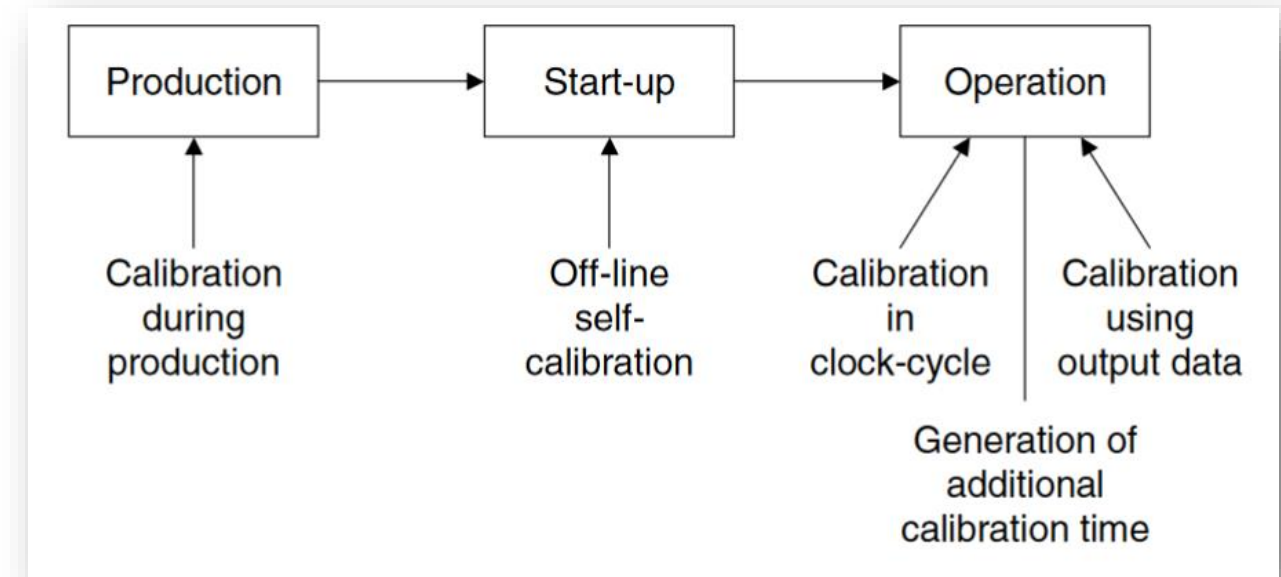 Production
Start-up
Operation
Calibration
during
production
Off-line
self-
calibration
Calibration
in
clock-cycle
Calibration
using
output data
Generation of
additional
calibration time